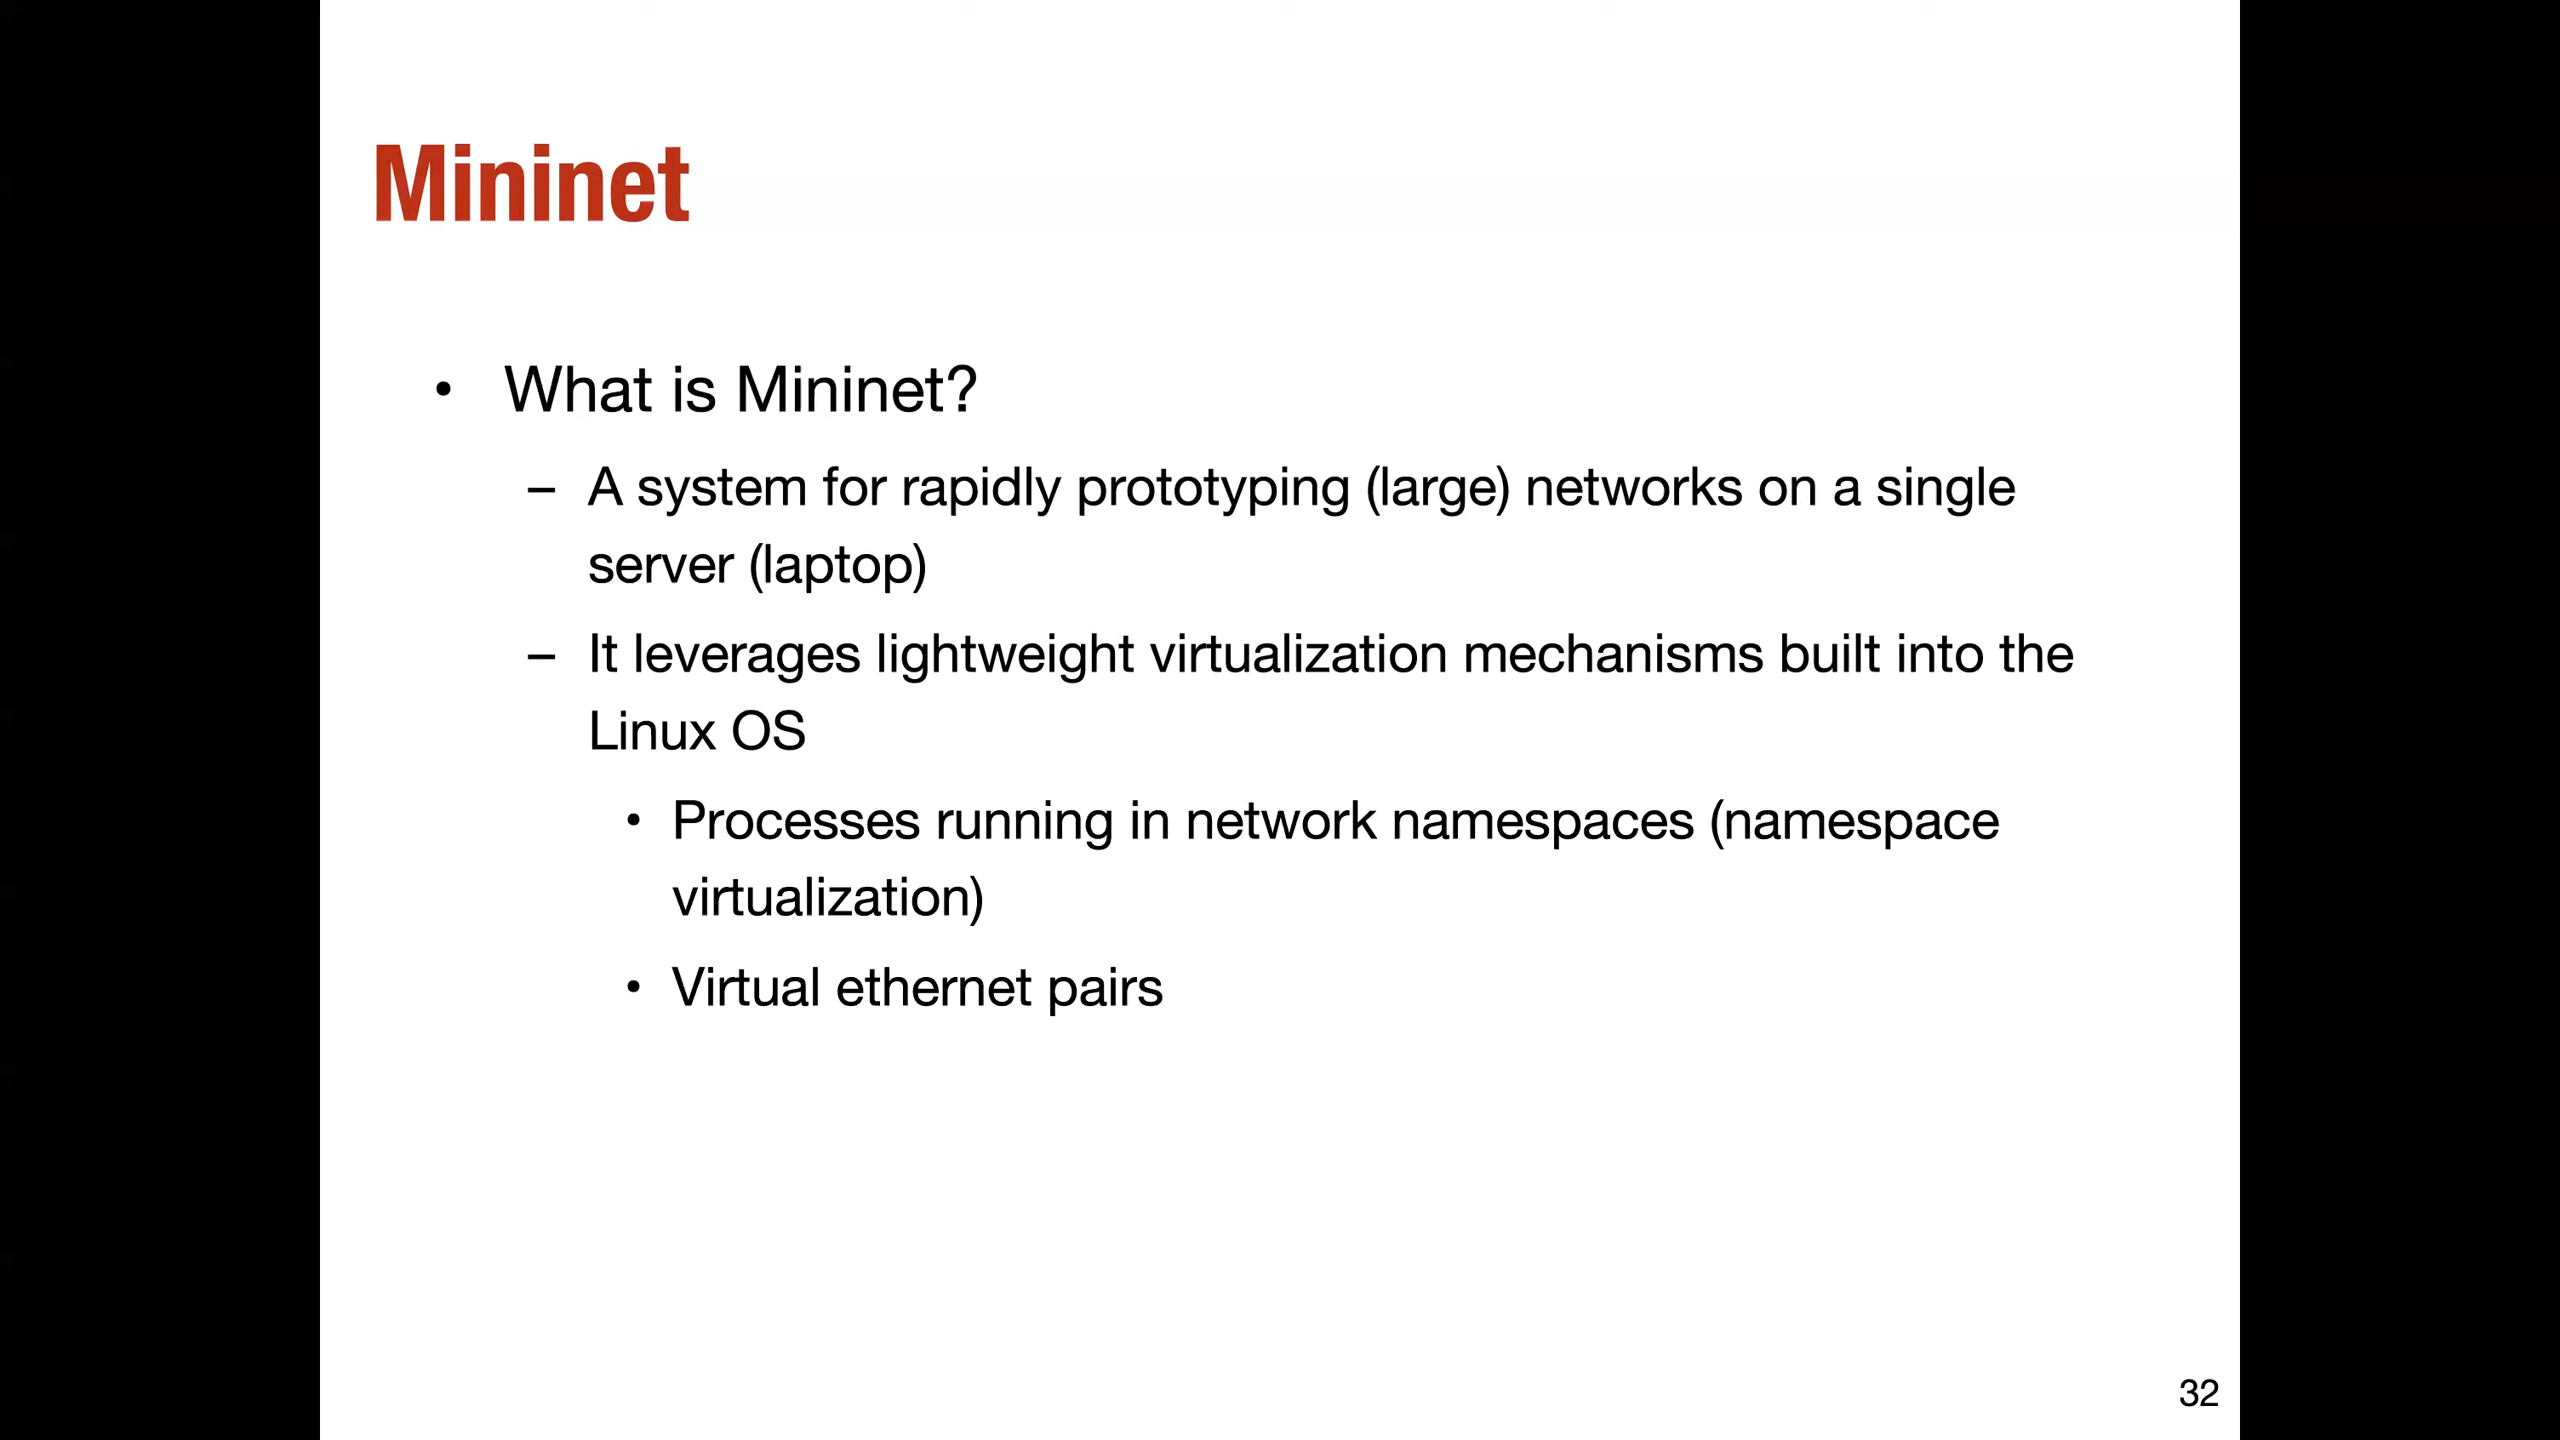 Mininet
• What is Mininet?
– A system for rapidly prototyping (large) networks on a single
server (laptop)
– It leverages lightweight virtualization mechanisms built into the
Linux OS
• Processes running in network namespaces (namespace
virtualization)
• Virtual ethernet pairs
32